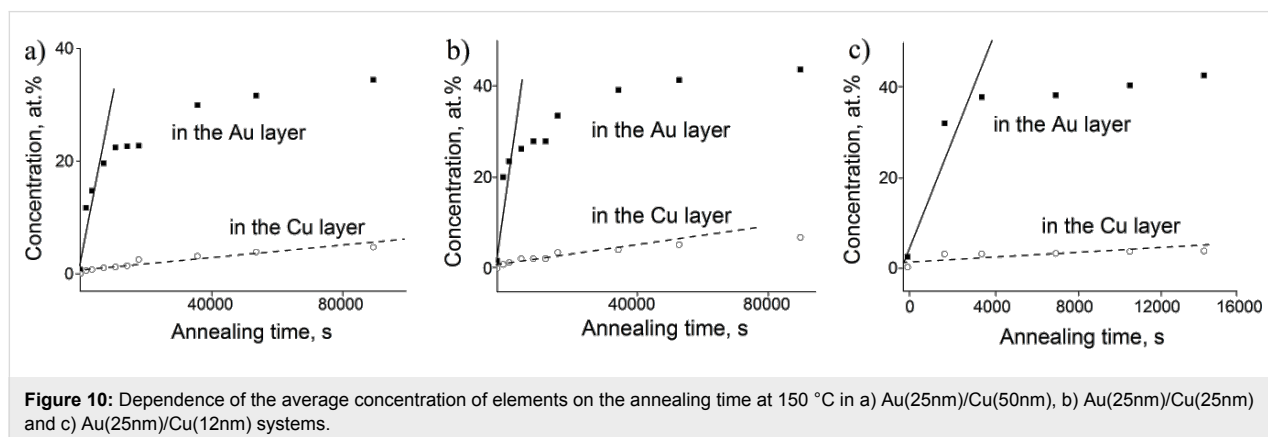 a)
40
20
0
Concentration, at.%
in the Au layer
in the Cu layer
40000
80000
Annealing time, s
b)
40
20
0
Concentration, at.%
in the Au layer
in the Cu layer
40000
80000
Annealing time, s
c)
40
20
0
Concentration, at.%
in the Au layer
in the Cu layer
0
4000
8000
12000
16000
Annealing time, s
Figure 10: Dependence of the average concentration of elements on the annealing time at 150 °C in a) Au(25nm)/Cu(50nm), b) Au(25nm)/Cu(25nm)
and c) Au(25nm)/Cu(12nm) systems.